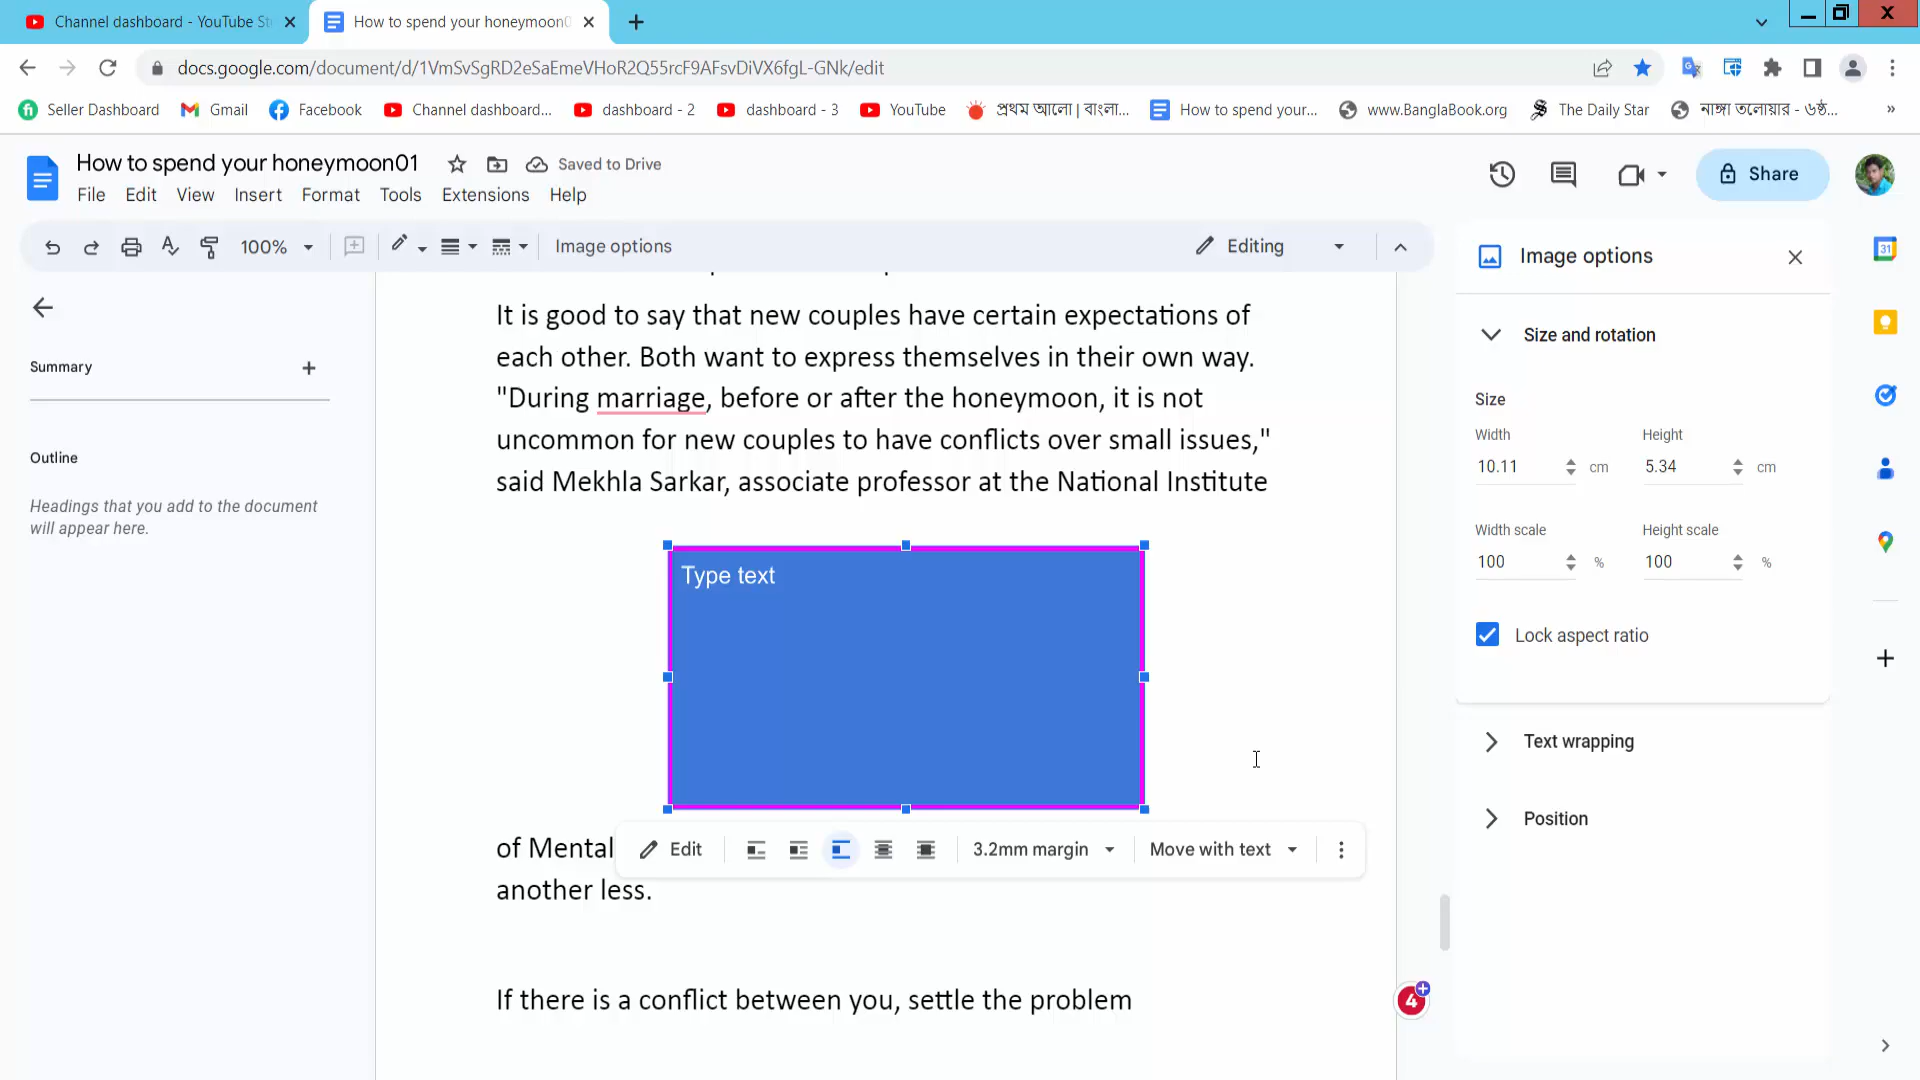 Channel dashboard - YouTube St
How to spend your honeymoon0
docs.google.com/document/d/1VmSvSgRD2eSaEmeVHoR2Q55rcF9AFsvDiVX6fgL-GNk/edit
Seller Dashboard
Gmail
Facebook
Channel dashboard...
dashboard - 2
dashboard - 3
YouTube
প্রথম আলো | বাংলা...
How to spend your...
www.BanglaBook.org
The Daily Star
নাঙ্গা তলোয়ার - ৬ষ্ঠ...
»
How to spend your honeymoon01
Saved to Drive
File Edit View Insert Format Tools Extensions Help
Share
100%
Image options
Editing
Image options
Summary
Outline
Headings that you add to the document
will appear here.
It is good to say that new couples have certain expectations of
each other. Both want to express themselves in their own way.
"During marriage, before or after the honeymoon, it is not
uncommon for new couples to have conflicts over small issues,"
said Mekhla Sarkar, associate professor at the National Institute
Type text
of Mental
another less.
Edit
3.2mm margin
Move with text
If there is a conflict between you, settle the problem
4
Size and rotation
Size
Width Height
10.11 cm 5.34 cm
Width scale Height scale
100 % 100 %
Lock aspect ratio
Text wrapping
Position
31